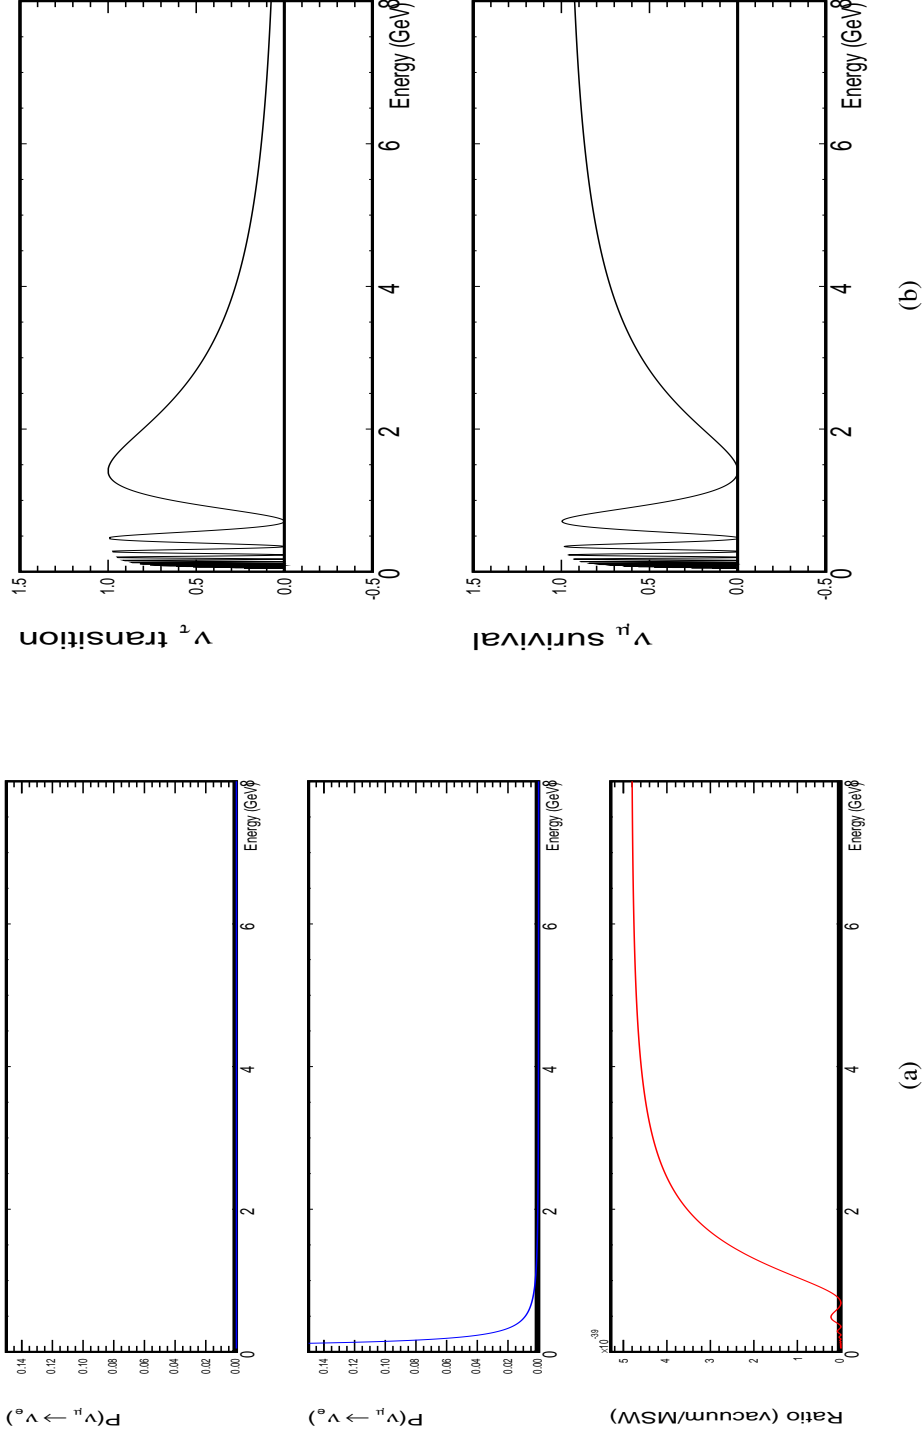 P(ν_μ → ν_e)
0.14
0.12
0.10
0.08
0.06
0.04
0.02
0.00
0 2 4 6 8
Energy (GeV)
P(ν_μ → ν_e)
0.14
0.12
0.10
0.08
0.06
0.04
0.02
0.00
0 2 4 6 8
Energy (GeV)
Ratio (vacuum/MSW)
×10^-39
5
4
3
2
1
0
0 2 4 6 8
Energy (GeV)
(a)
ν_τ transition
1.5
1.0
0.5
0.0
-0.5
0 2 4 6 8
Energy (GeV)
ν_μ surivival
1.5
1.0
0.5
0.0
-0.5
0 2 4 6 8
Energy (GeV)
(b)